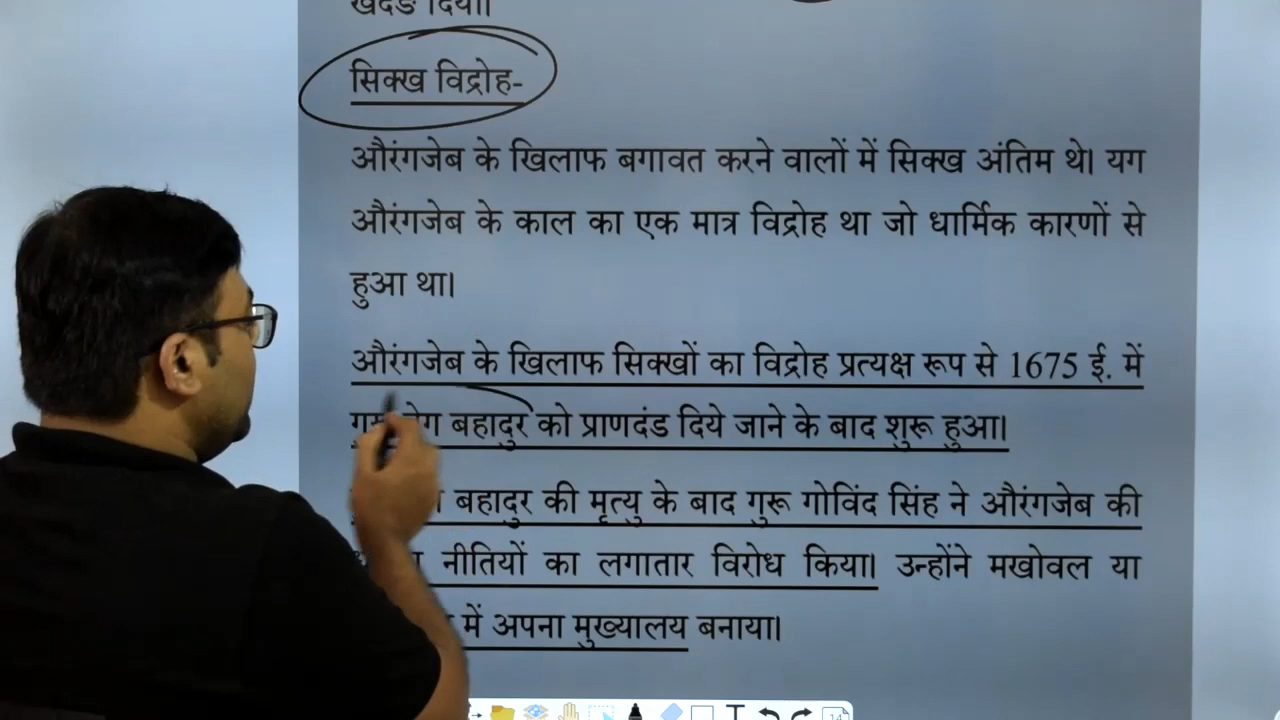 दिया।
सिक्ख विद्रोह-
औरंगजेब के खिलाफ बगावत करने वालों में सिक्ख अंतिम थे। यग
औरंगजेब के काल का एक मात्र विद्रोह था जो धार्मिक कारणों से
हुआ था।
औरंगजेब के खिलाफ सिक्खों का विद्रोह प्रत्यक्ष रूप से 1675 ई. में
बहादुर को प्राणदंड दिये जाने के बाद शुरू हुआ।
बहादुर की मृत्यु के बाद गुरू गोविंद सिंह ने औरंगजेब की
नीतियों का लगातार विरोध किया। उन्होंने मखोवल या
में अपना मुख्यालय बनाया।
T 14